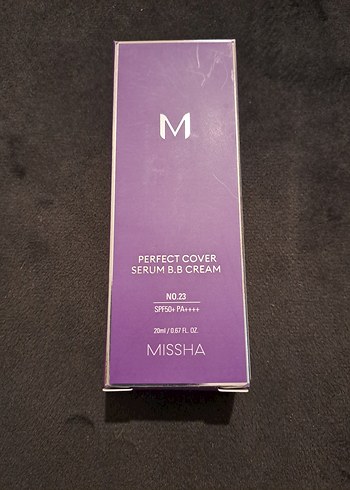 M
PERFECT COVER
SERUM B.B CREAM
NO.23
SPF50+ PA++++
20ml / 0.67 FL. OZ.
MISSHA